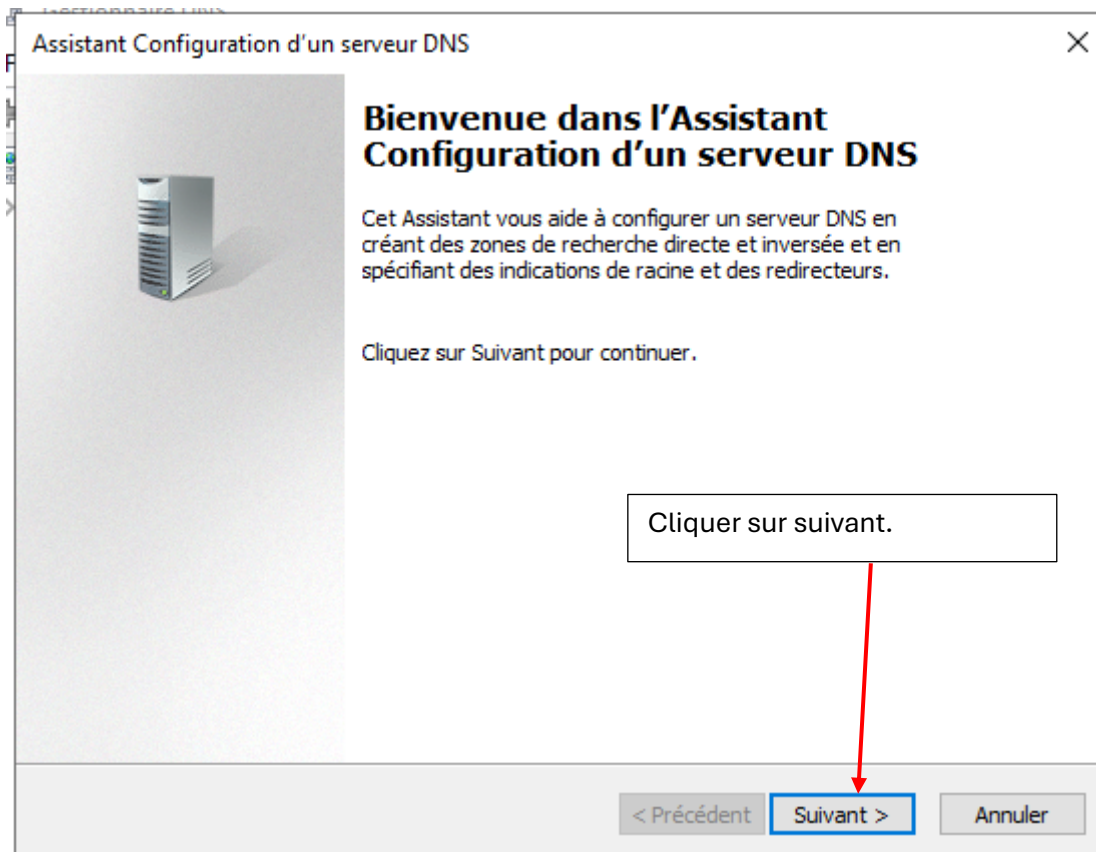 Gestionnaire DNS
Assistant Configuration d'un serveur DNS
Bienvenue dans l'Assistant
Configuration d'un serveur DNS
Cet Assistant vous aide à configurer un serveur DNS en
créant des zones de recherche directe et inversée et en
spécifiant des indications de racine et des redirecteurs.
Cliquez sur Suivant pour continuer.
Cliquer sur suivant.
< Précédent Suivant > Annuler